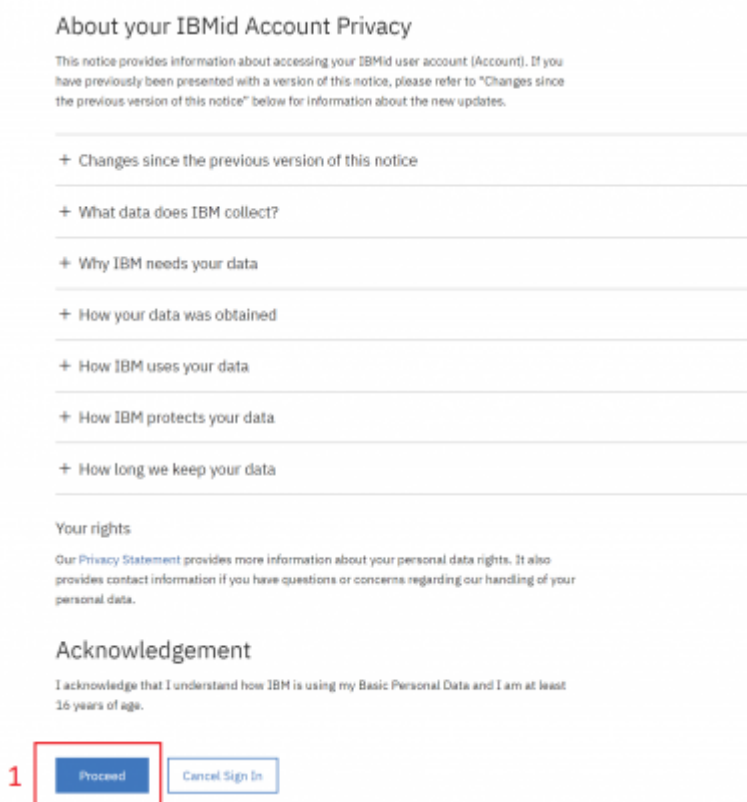 About your IBMid Account Privacy
This notice provides information about accessing your IBMid user account (Account). If you
have previously been presented with a version of this notice, please refer to "Changes since
the previous version of this notice" below for information about the new updates.
+ Changes since the previous version of this notice
+ What data does IBM collect?
+ Why IBM needs your data
+ How your data was obtained
+ How IBM uses your data
+ How IBM protects your data
+ How long we keep your data
Your rights
Our Privacy Statement provides more information about your personal data rights. It also
provides contact information if you have questions or concerns regarding our handling of your
personal data.
Acknowledgement
I acknowledge that I understand how IBM is using my Basic Personal Data and I am at least
16 years of age.
1 Proceed Cancel Sign In